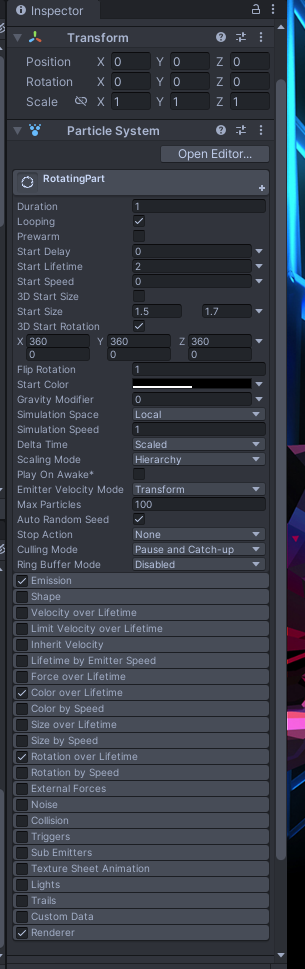 Inspector
Transform
Position X 0 Y 0 Z 0
Rotation X 0 Y 0 Z 0
Scale X 1 Y 1 Z 1
Particle System
Open Editor...
RotatingPart
Duration 1
Looping
Prewarm
Start Delay 0
Start Lifetime 2
Start Speed 0
3D Start Size
Start Size 1.5 1.7
3D Start Rotation
X 360 Y 360 Z 360
0 0 0
Flip Rotation 1
Start Color
Gravity Modifier 0
Simulation Space Local
Simulation Speed 1
Delta Time Scaled
Scaling Mode Hierarchy
Play On Awake*
Emitter Velocity Mode Transform
Max Particles 100
Auto Random Seed
Stop Action None
Culling Mode Pause and Catch-up
Ring Buffer Mode Disabled
Emission
Shape
Velocity over Lifetime
Limit Velocity over Lifetime
Inherit Velocity
Lifetime by Emitter Speed
Force over Lifetime
Color over Lifetime
Color by Speed
Size over Lifetime
Size by Speed
Rotation over Lifetime
Rotation by Speed
External Forces
Noise
Collision
Triggers
Sub Emitters
Texture Sheet Animation
Lights
Trails
Custom Data
Renderer